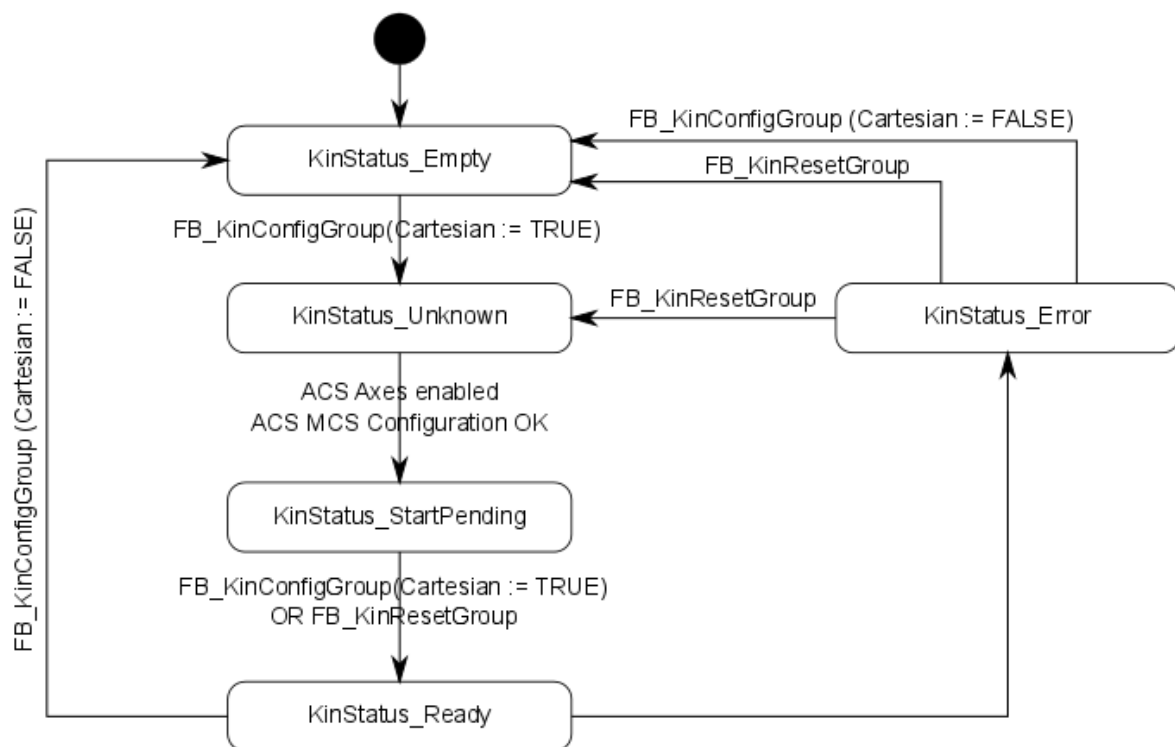 FB_KinConfigGroup (Cartesian := FALSE)
KinStatus_Empty
FB_KinResetGroup
FB_KinConfigGroup(Cartesian := TRUE)
KinStatus_Unknown
FB_KinResetGroup
KinStatus_Error
ACS Axes enabled
ACS MCS Configuration OK
FB_KinConfigGroup (Cartesian := FALSE)
KinStatus_StartPending
FB_KinConfigGroup(Cartesian := TRUE)
OR FB_KinResetGroup
KinStatus_Ready